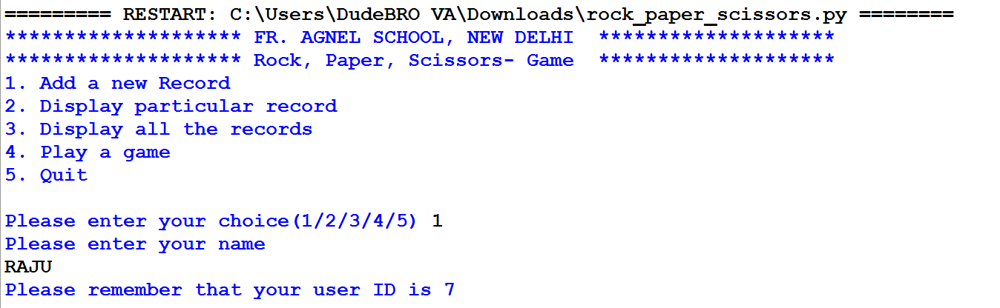 ========= RESTART: C:\Users\DudeBRO VA\Downloads\rock_paper_scissors.py ========
******************** FR. AGNEL SCHOOL, NEW DELHI  ********************
******************** Rock, Paper, Scissors- Game  ********************
1. Add a new Record
2. Display particular record
3. Display all the records
4. Play a game
5. Quit
Please enter your choice(1/2/3/4/5) 1
Please enter your name
RAJU
Please remember that your user ID is 7